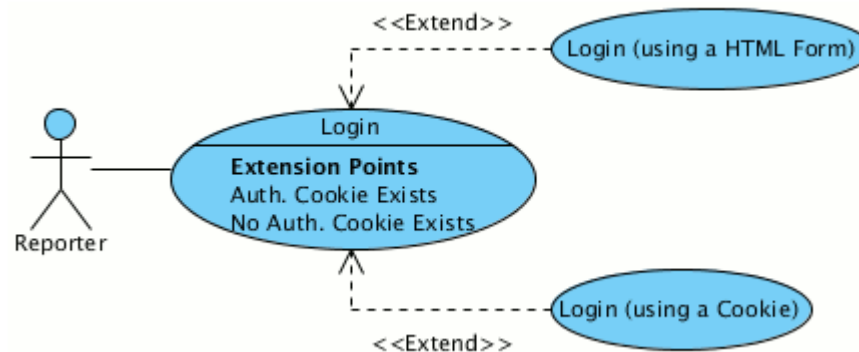 <<Extend>>
Login (using a HTML Form)
Login
Extension Points
Auth. Cookie Exists
No Auth. Cookie Exists
Reporter
Login (using a Cookie)
<<Extend>>